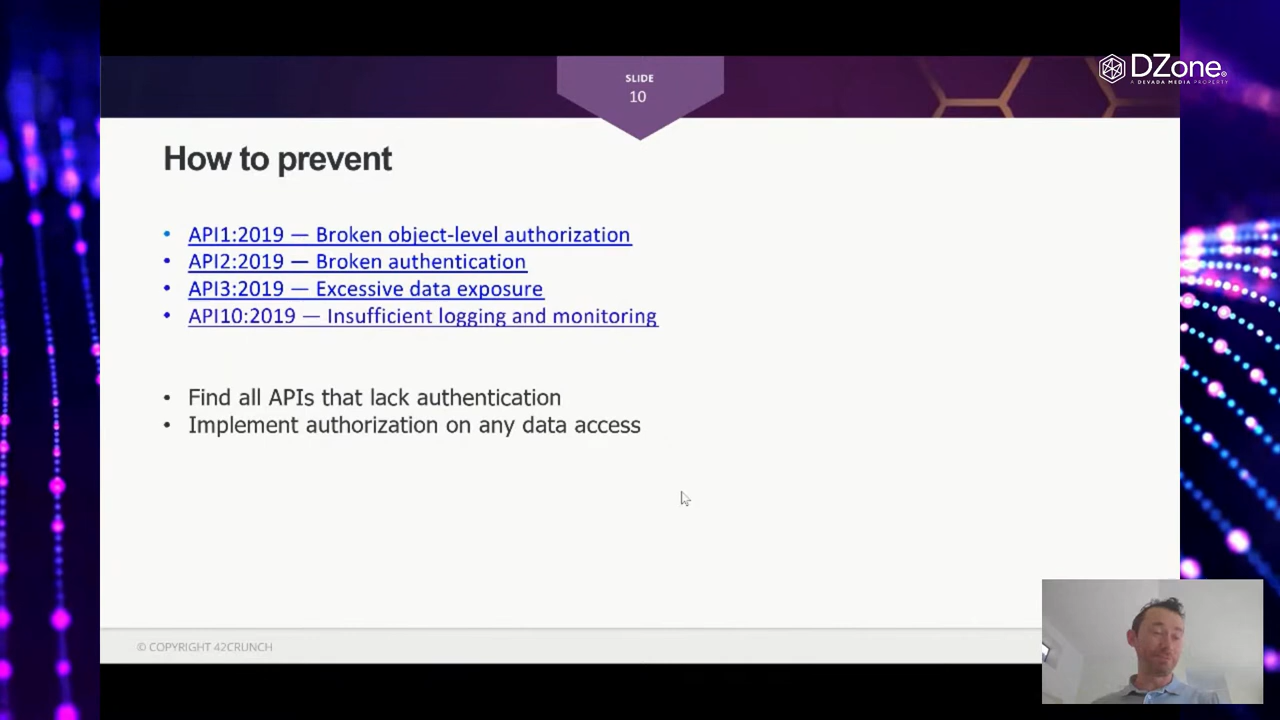 SLIDE
10
DZone.
A DEVADA MEDIA PROPERTY
How to prevent
• API1:2019 — Broken object-level authorization
• API2:2019 — Broken authentication
• API3:2019 — Excessive data exposure
• API10:2019 — Insufficient logging and monitoring
• Find all APIs that lack authentication
• Implement authorization on any data access
© COPYRIGHT 42CRUNCH